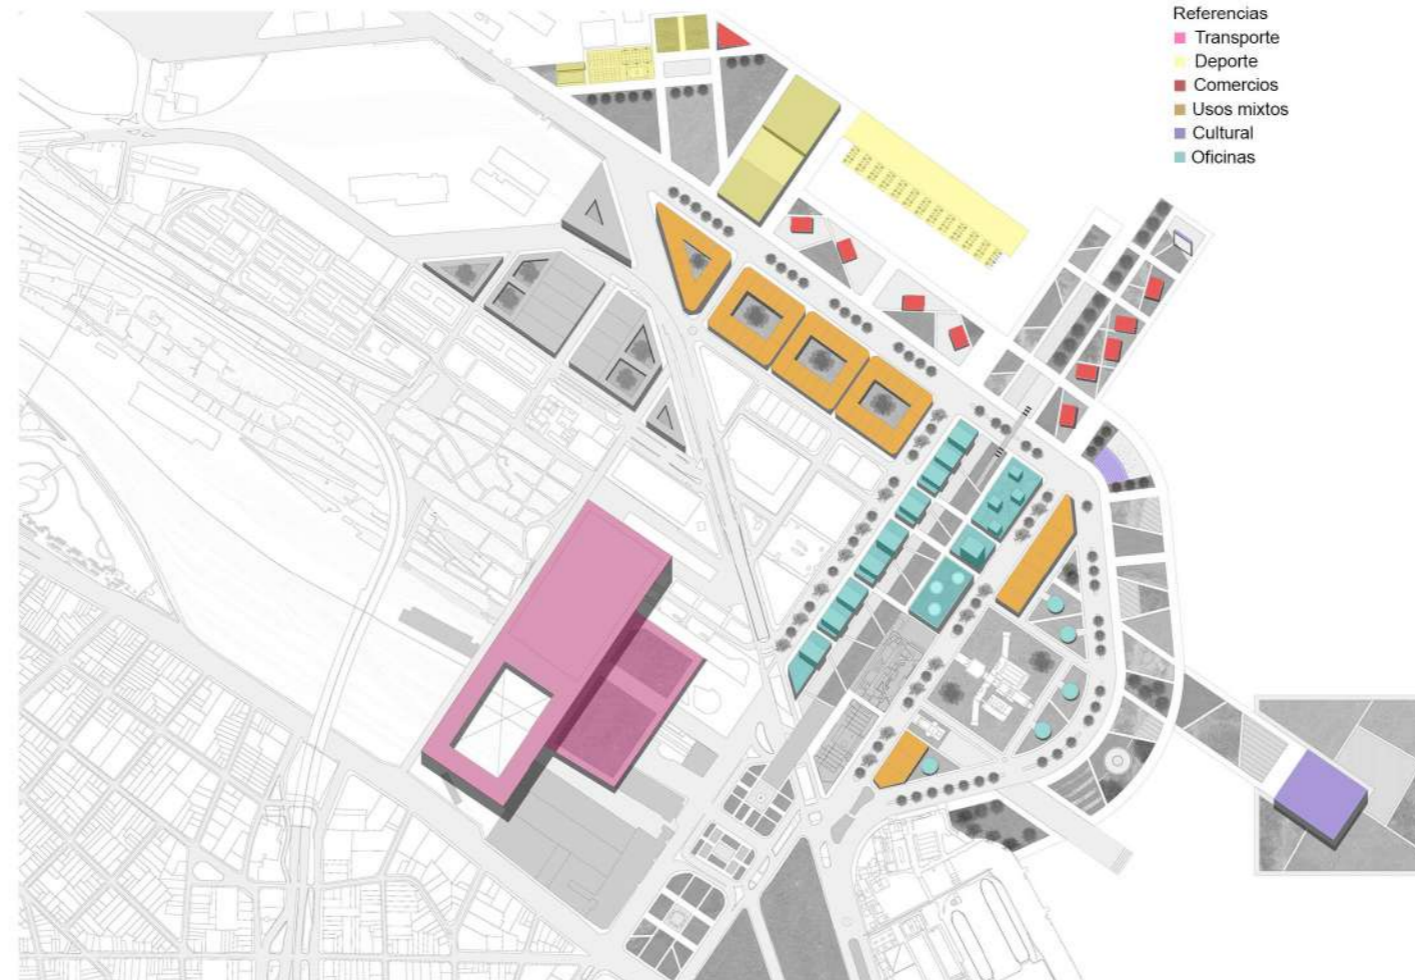 Referencias
Transporte
Deporte
Comercios
Usos mixtos
Cultural
Oficinas